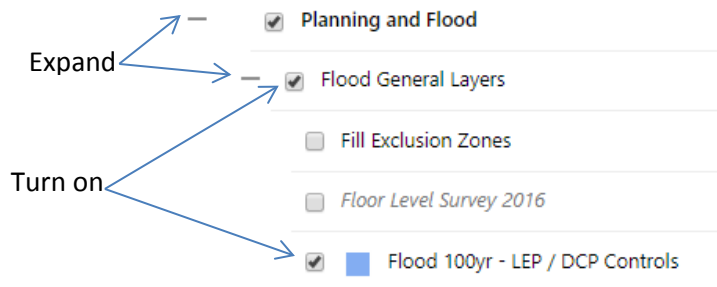 Planning and Flood
Expand
Flood General Layers
Fill Exclusion Zones
Turn on
Floor Level Survey 2016
Flood 100yr - LEP / DCP Controls